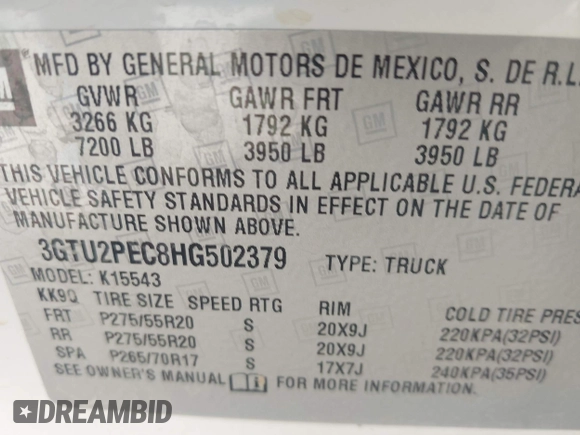 MFD BY GENERAL MOTORS DE MEXICO, S. DE R.L.
GVWR GAWR FRT GAWR RR
3266 KG 1792 KG 1792 KG
7200 LB 3950 LB 3950 LB
THIS VEHICLE CONFORMS TO ALL APPLICABLE U.S. FEDERA
VEHICLE SAFETY STANDARDS IN EFFECT ON THE DATE OF
MANUFACTURE SHOWN ABOVE.
3GTU2PEC8HG502379 TYPE: TRUCK
MODEL: K15543
KK9Q TIRE SIZE SPEED RTG RIM COLD TIRE PRES
FRT P275/55R20 S 20X9J 220KPA(32PSI)
RR P275/55R20 S 20X9J 220KPA(32PSI)
SPA P265/70R17 S 17X7J 240KPA(35PSI)
SEE OWNER'S MANUAL FOR MORE INFORMATION.
GM
DREAMBID